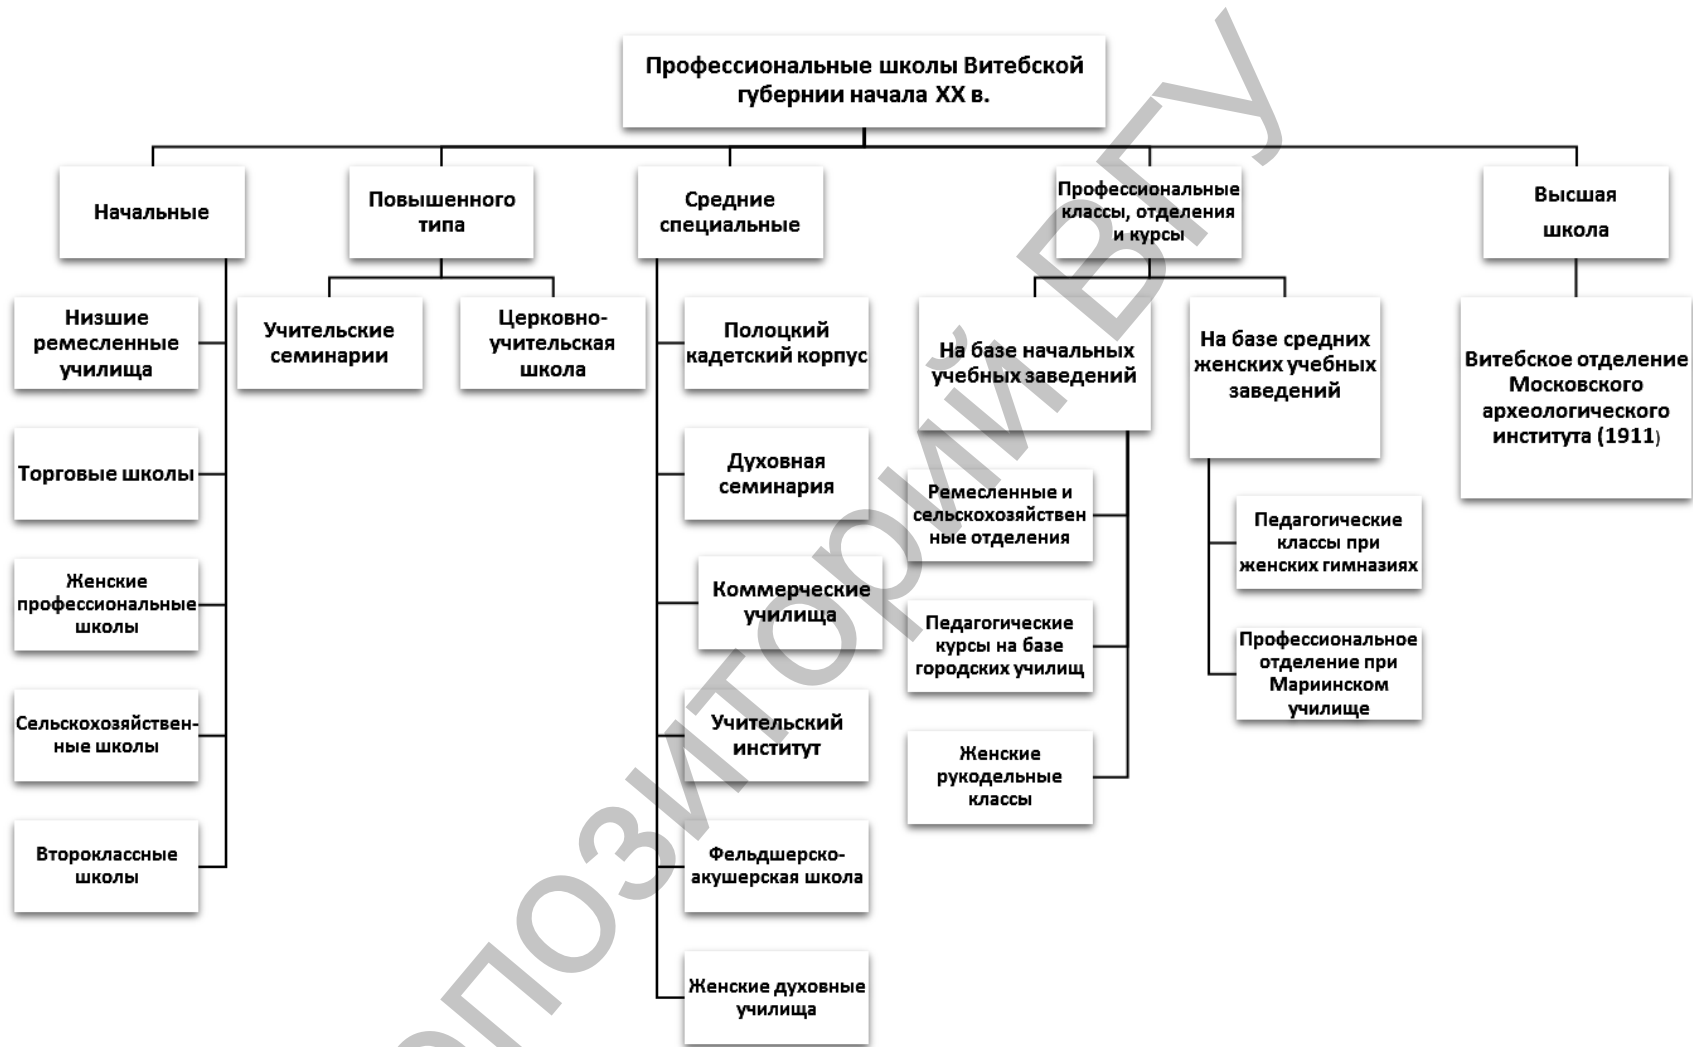 Профессиональные школы Витебской
губернии начала XX в.
Начальные
Повышенного
типа
Средние
специальные
Профессиональные
классы, отделения
и курсы
Высшая
школа
Низшие
ремесленные
училища
Торговые школы
Женские
профессиональные
школы
Сельскохозяйствен-
ные школы
Второклассные
школы
Учительские
семинарии
Церковно-
учительская
школа
Полоцкий
кадетский корпус
Духовная
семинария
Коммерческие
училища
Учительский
институт
Фельдшерско-
акушерская школа
Женские духовные
училища
На базе начальных
учебных заведений
Ремесленные и
сельскохозяйствен
ные отделения
Педагогические
курсы на базе
городских училищ
Женские
рукодельные
классы
На базе средних
женских учебных
заведений
Педагогические
классы при
женских гимназиях
Профессиональное
отделение при
Мариинском
училище
Витебское отделение
Московского
археологического
института (1911)
позиторий ВГУ